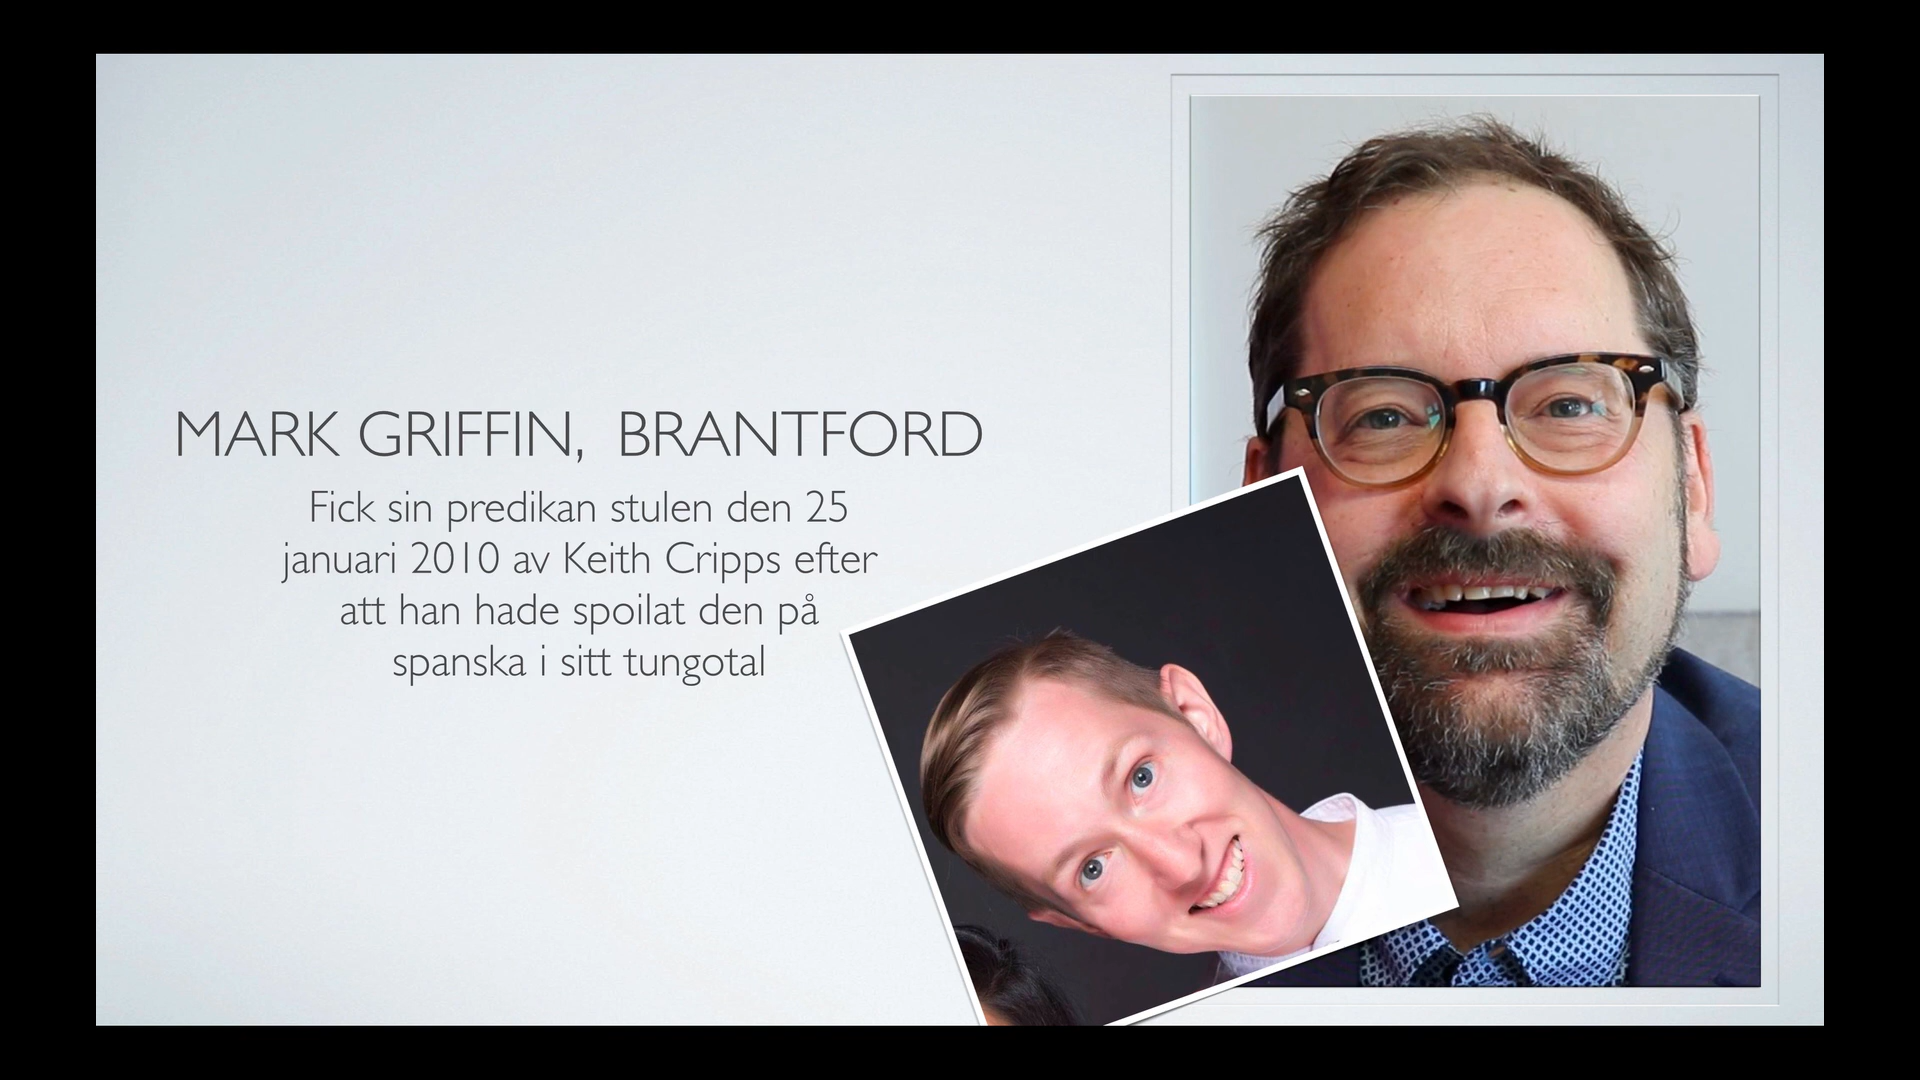 MARK GRIFFIN,  BRANTFORD
Fick sin predikan stulen den 25
januari 2010 av Keith Cripps efter
att han hade spoilat den på
spanska i sitt tungotal